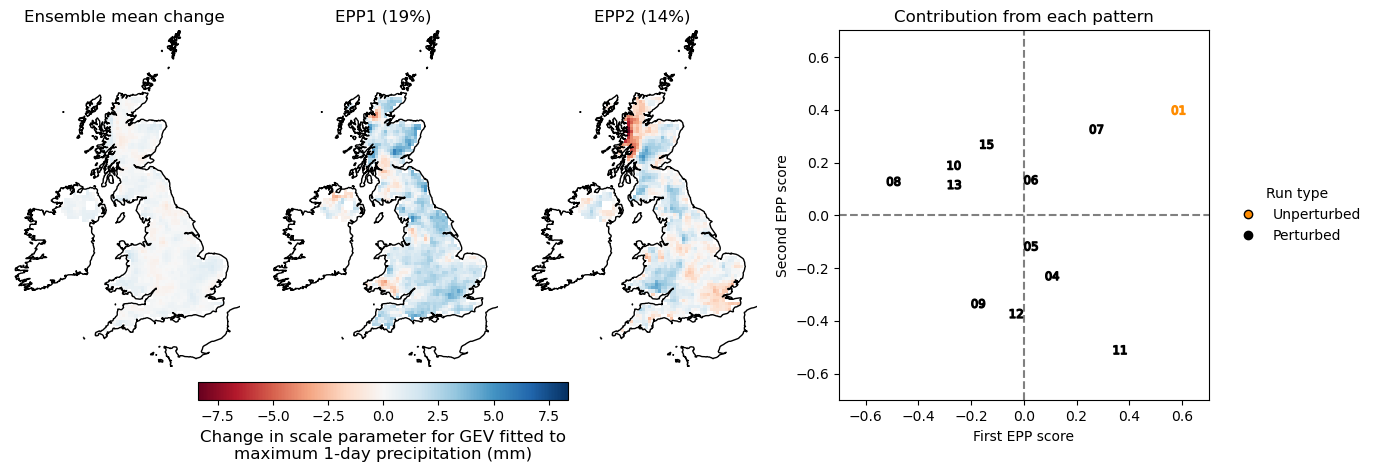 Ensemble mean change
EPP1 (19%)
EPP2 (14%)
Contribution from each pattern
−7.5 −5.0 −2.5 0.0 2.5 5.0 7.5
Change in scale parameter for GEV fitted to
maximum 1-day precipitation (mm)
Second EPP score
0.6
0.4
0.2
0.0
−0.2
−0.4
−0.6
01
07
15
10
13
08
06
05
04
09
12
11
−0.6 −0.4 −0.2 0.0 0.2 0.4 0.6
First EPP score
Run type
Unperturbed
Perturbed